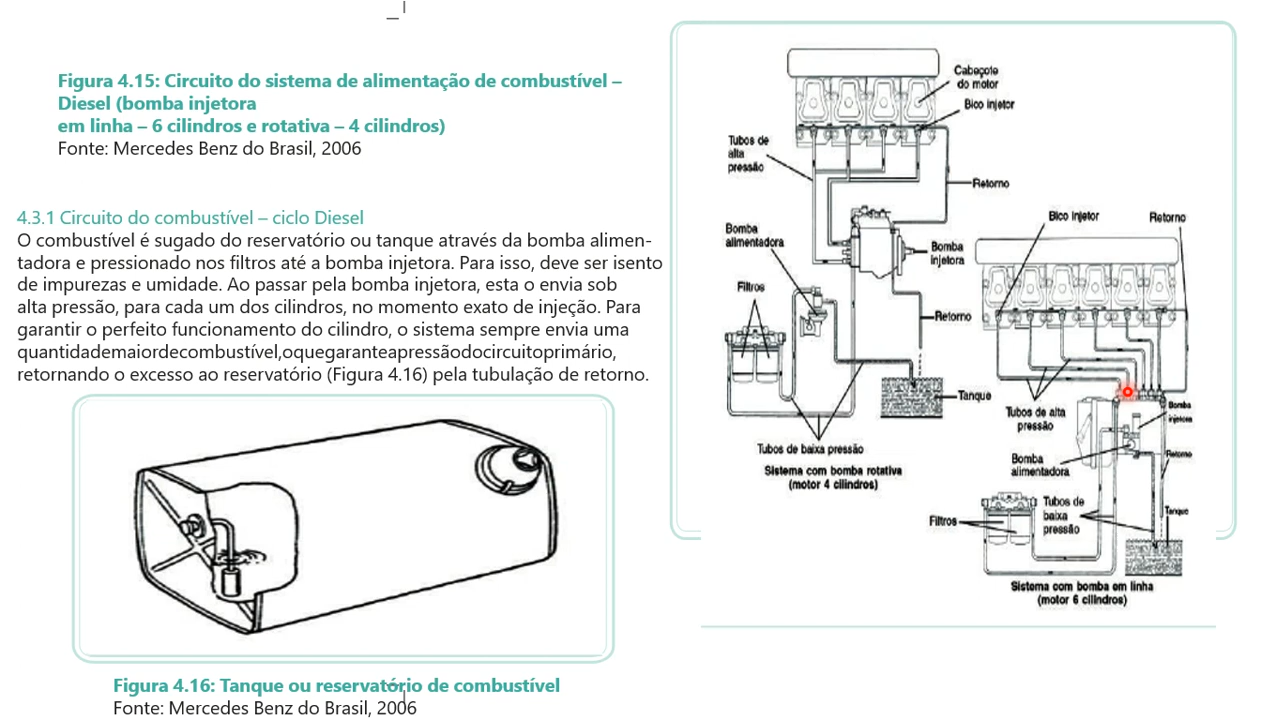 Figura 4.15: Circuito do sistema de alimentação de combustível –
Diesel (bomba injetora
em linha – 6 cilindros e rotativa – 4 cilindros)
Fonte: Mercedes Benz do Brasil, 2006
4.3.1 Circuito do combustível – ciclo Diesel
O combustível é sugado do reservatório ou tanque através da bomba alimen-
tadora e pressionado nos filtros até a bomba injetora. Para isso, deve ser isento
de impurezas e umidade. Ao passar pela bomba injetora, esta o envia sob
alta pressão, para cada um dos cilindros, no momento exato de injeção. Para
garantir o perfeito funcionamento do cilindro, o sistema sempre envia uma
quantidademaiordecombustível,oquegaranteapressãodocircuitoprimário,
retornando o excesso ao reservatório (Figura 4.16) pela tubulação de retorno.
Figura 4.16: Tanque ou reservatório de combustível
Fonte: Mercedes Benz do Brasil, 2006
Cabeçote
do motor
Bico injetor
Tubos de
alta
pressão
Retorno
Bomba
alimentadora
Bomba
injetora
Filtros
Retorno
Tanque
Tubos de baixa pressão
Sistema com bomba rotativa
(motor 4 cilindros)
Bico injetor
Retorno
Tubos de alta
pressão
Bomba
injetora
Bomba
alimentadora
Retorno
Tubos de
baixa
pressão
Tanque
Filtros
Sistema com bomba em linha
(motor 6 cilindros)